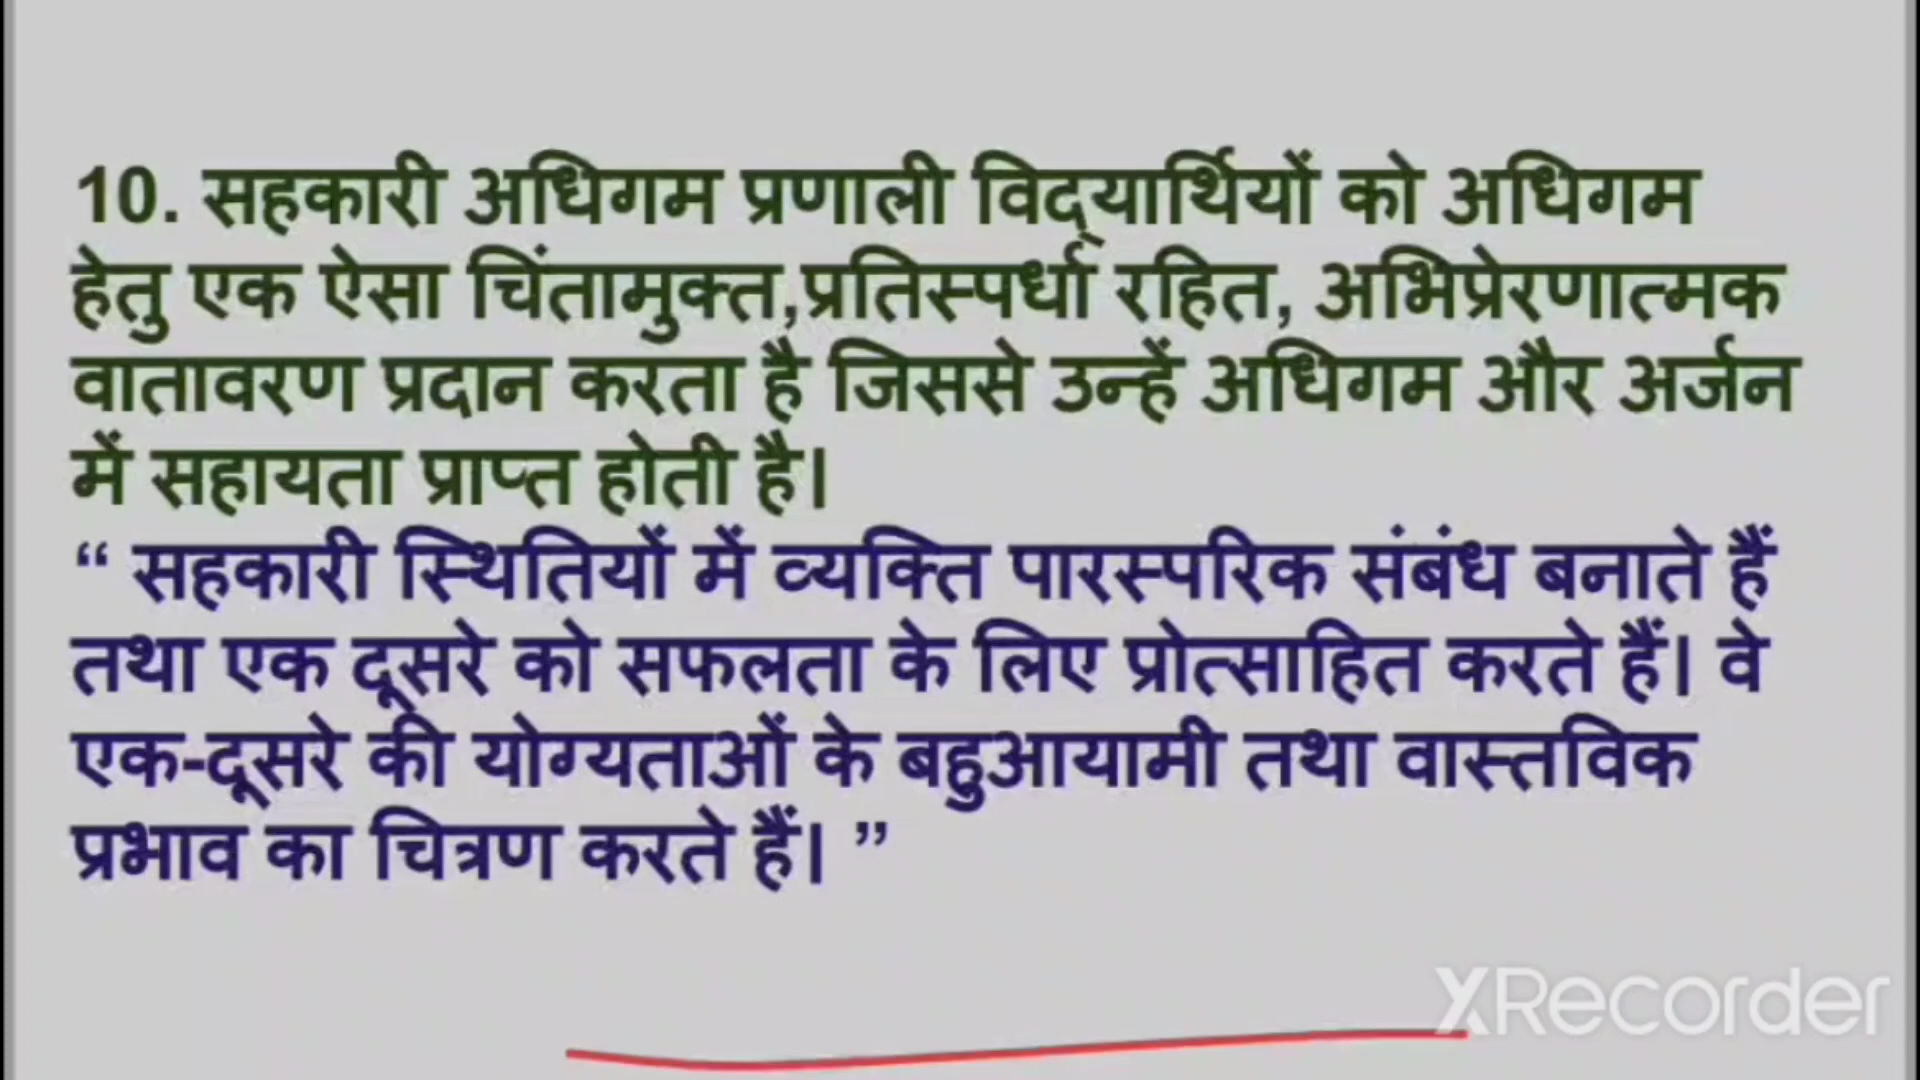 10. सहकारी अधिगम प्रणाली विद्यार्थियों को अधिगम
हेतु एक ऐसा चिंतामुक्त,प्रतिस्पर्धा रहित, अभिप्रेरणात्मक
वातावरण प्रदान करता है जिससे उन्हें अधिगम और अर्जन
में सहायता प्राप्त होती है।
“ सहकारी स्थितियों में व्यक्ति पारस्परिक संबंध बनाते हैं
तथा एक दूसरे को सफलता के लिए प्रोत्साहित करते हैं। वे
एक-दूसरे की योग्यताओं के बहुआयामी तथा वास्तविक
प्रभाव का चित्रण करते हैं। ”
XRecorder